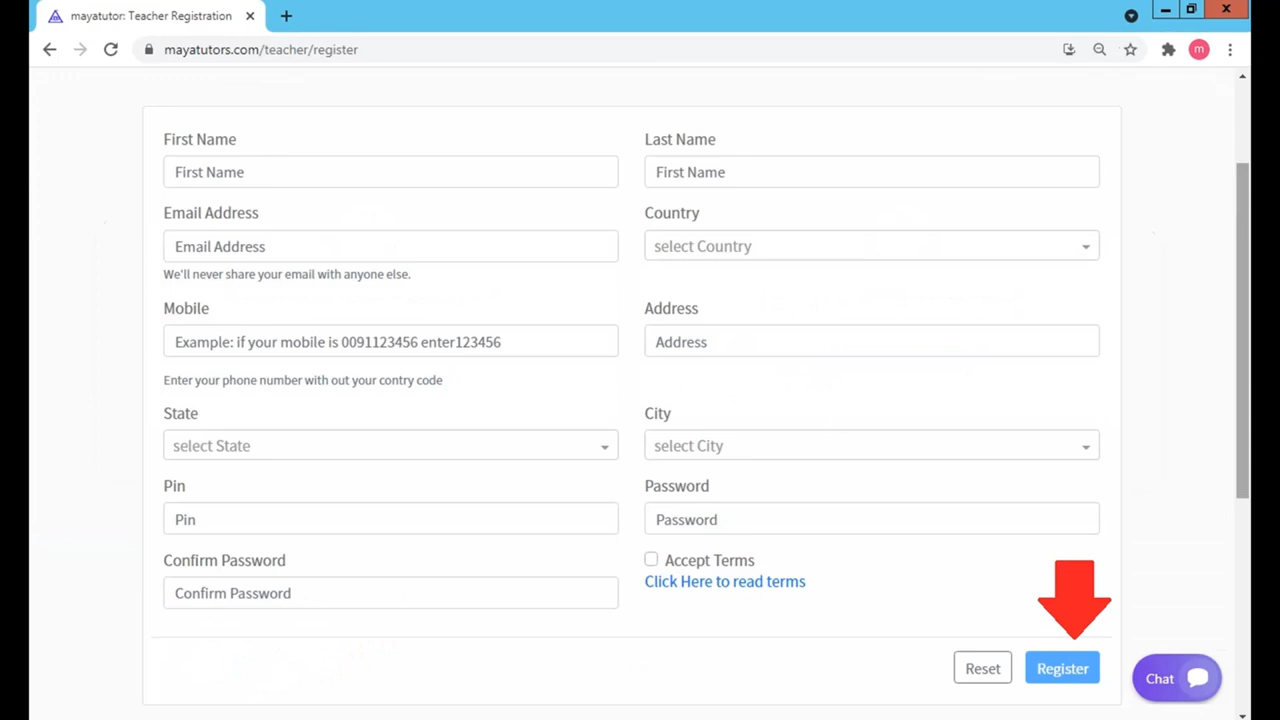 mayatutor: Teacher Registration
mayatutors.com/teacher/register
m
First Name
Last Name
First Name
First Name
Email Address
Country
Email Address
select Country
We'll never share your email with anyone else.
Mobile
Address
Example: if your mobile is 0091123456 enter123456
Address
Enter your phone number with out your contry code
State
City
select State
select City
Pin
Password
Pin
Password
Confirm Password
Accept Terms
Click Here to read terms
Confirm Password
Reset
Register
Chat